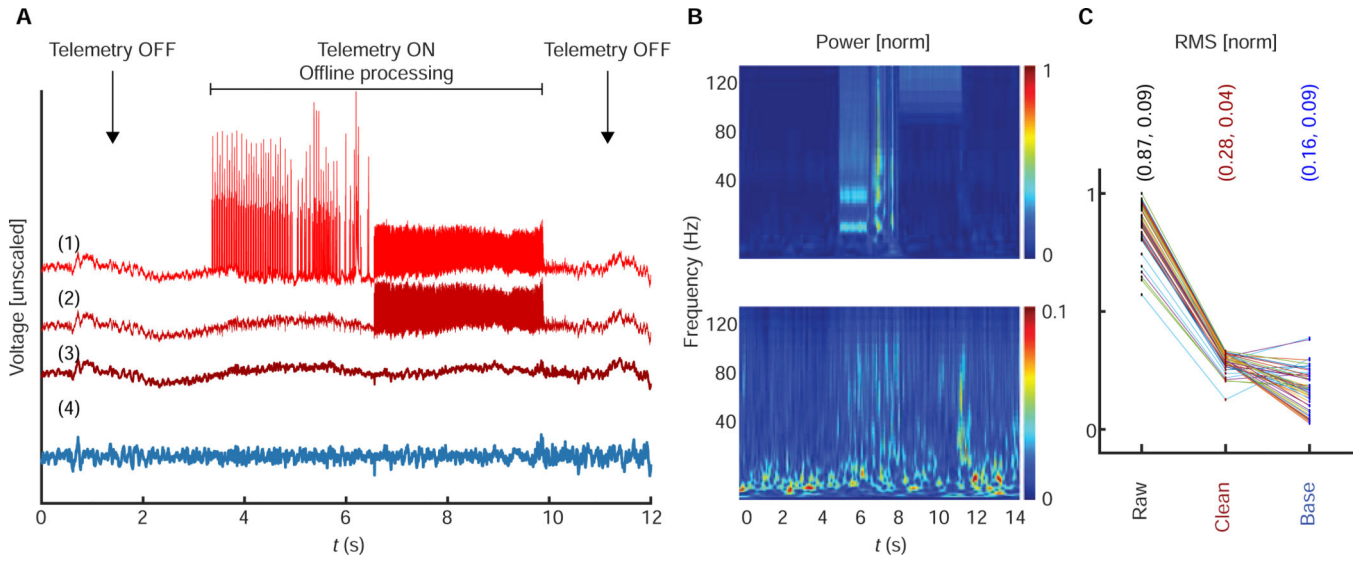 A
Telemetry OFF
Telemetry ON
Offline processing
Telemetry OFF
Voltage [unscaled]
(1)
(2)
(3)
(4)
0
2
4
6
8
10
12
t (s)
B
Power [norm]
Frequency (Hz)
120
80
40
1
0
120
80
40
0.1
0
0
2
4
6
8
10
12
14
t (s)
C
RMS [norm]
(0.87, 0.09)
(0.28, 0.04)
(0.16, 0.09)
1
0
Raw
Clean
Base